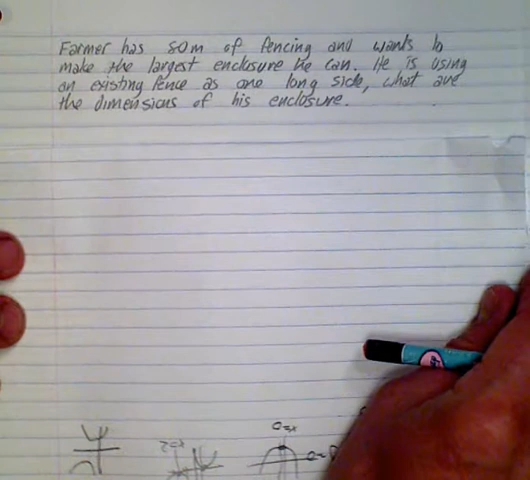 Farmer has 50m of fencing and wants to
make the largest enclosure he can. He is using
an existing fence as one long side, what are
the dimensions of his enclosure.